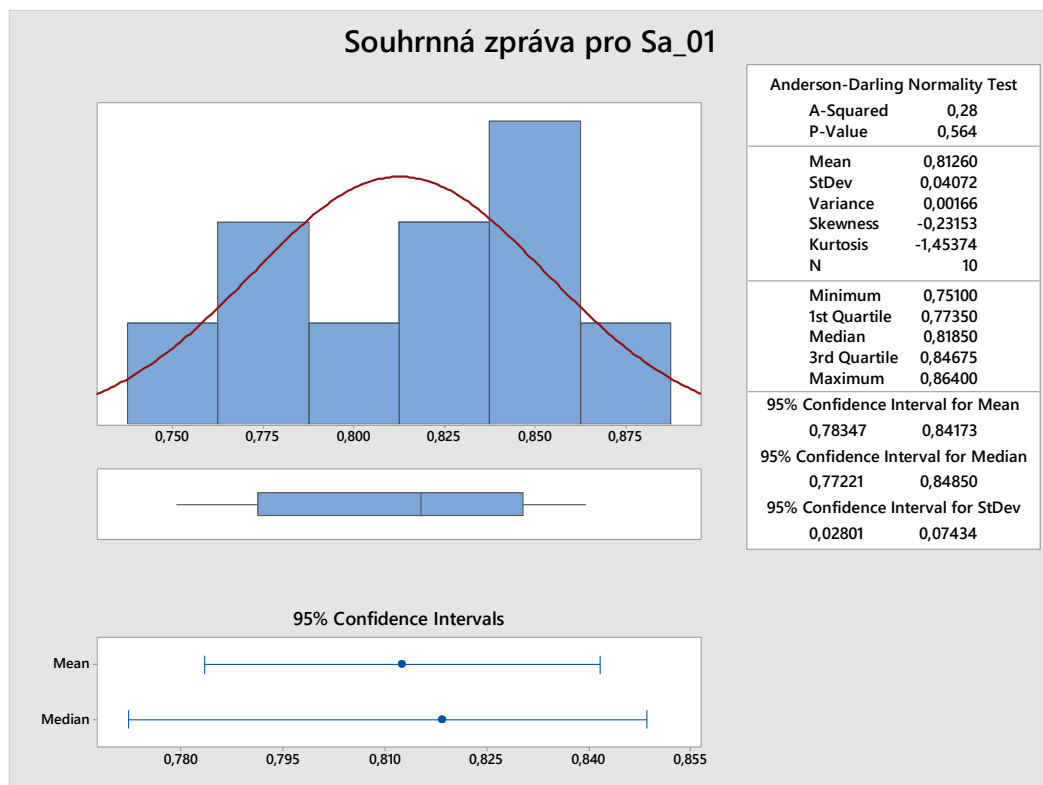 Souhrnná zpráva pro Sa_01
0,750 0,775 0,800 0,825 0,850 0,875
95% Confidence Intervals
Mean
Median
0,780 0,795 0,810 0,825 0,840 0,855
Anderson-Darling Normality Test
A-Squared 0,28
P-Value 0,564
Mean 0,81260
StDev 0,04072
Variance 0,00166
Skewness -0,23153
Kurtosis -1,45374
N 10
Minimum 0,75100
1st Quartile 0,77350
Median 0,81850
3rd Quartile 0,84675
Maximum 0,86400
95% Confidence Interval for Mean
0,78347 0,84173
95% Confidence Interval for Median
0,77221 0,84850
95% Confidence Interval for StDev
0,02801 0,07434